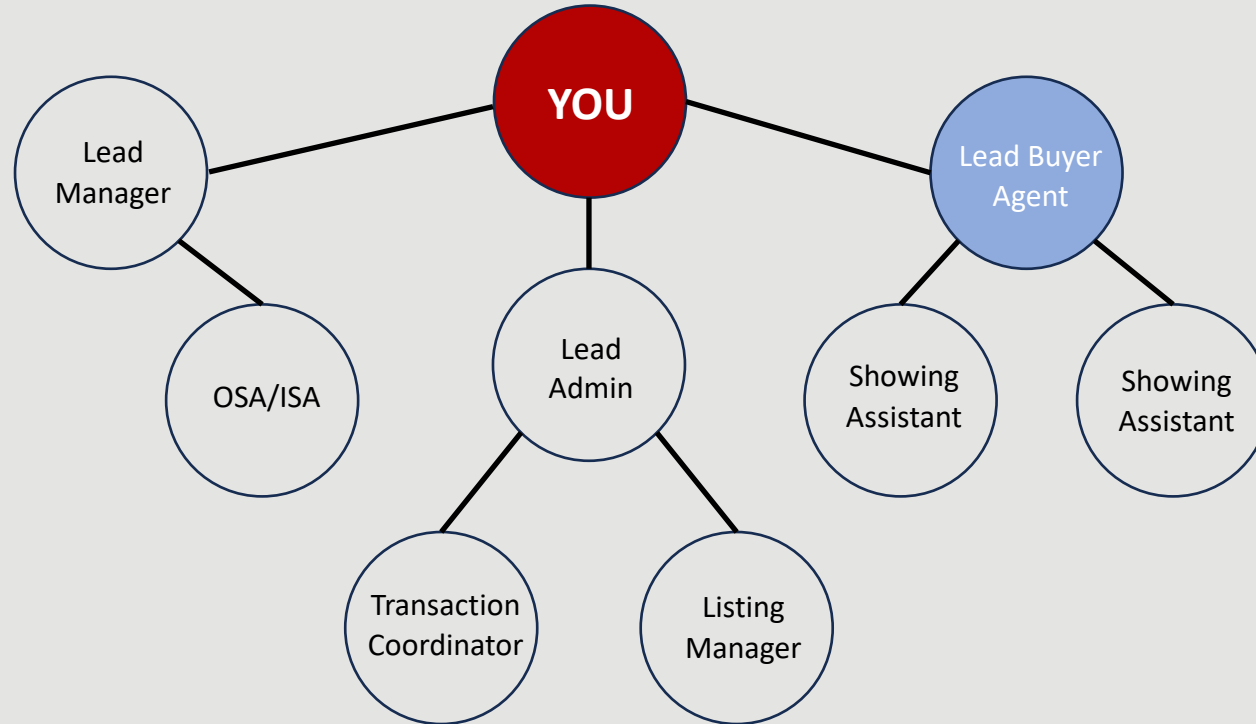 YOU
Lead
Manager
Lead Buyer
Agent
OSA/ISA
Lead
Admin
Showing
Assistant
Showing
Assistant
Transaction
Coordinator
Listing
Manager